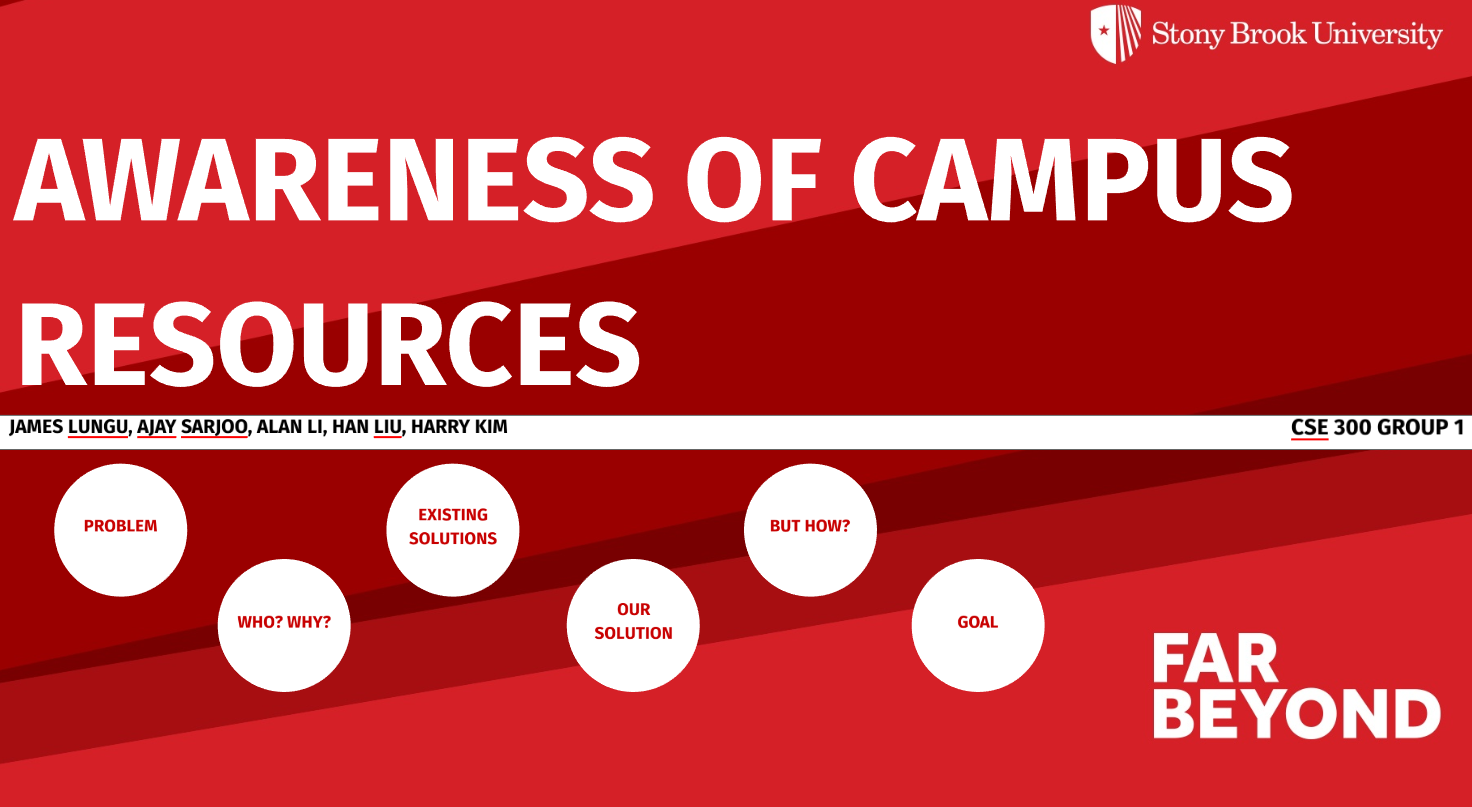 Stony Brook University
AWARENESS OF CAMPUS
RESOURCES
JAMES LUNGU, AJAY SARJOO, ALAN LI, HAN LIU, HARRY KIM
CSE 300 GROUP 1
PROBLEM
WHO? WHY?
EXISTING
SOLUTIONS
OUR
SOLUTION
BUT HOW?
GOAL
FAR
BEYOND